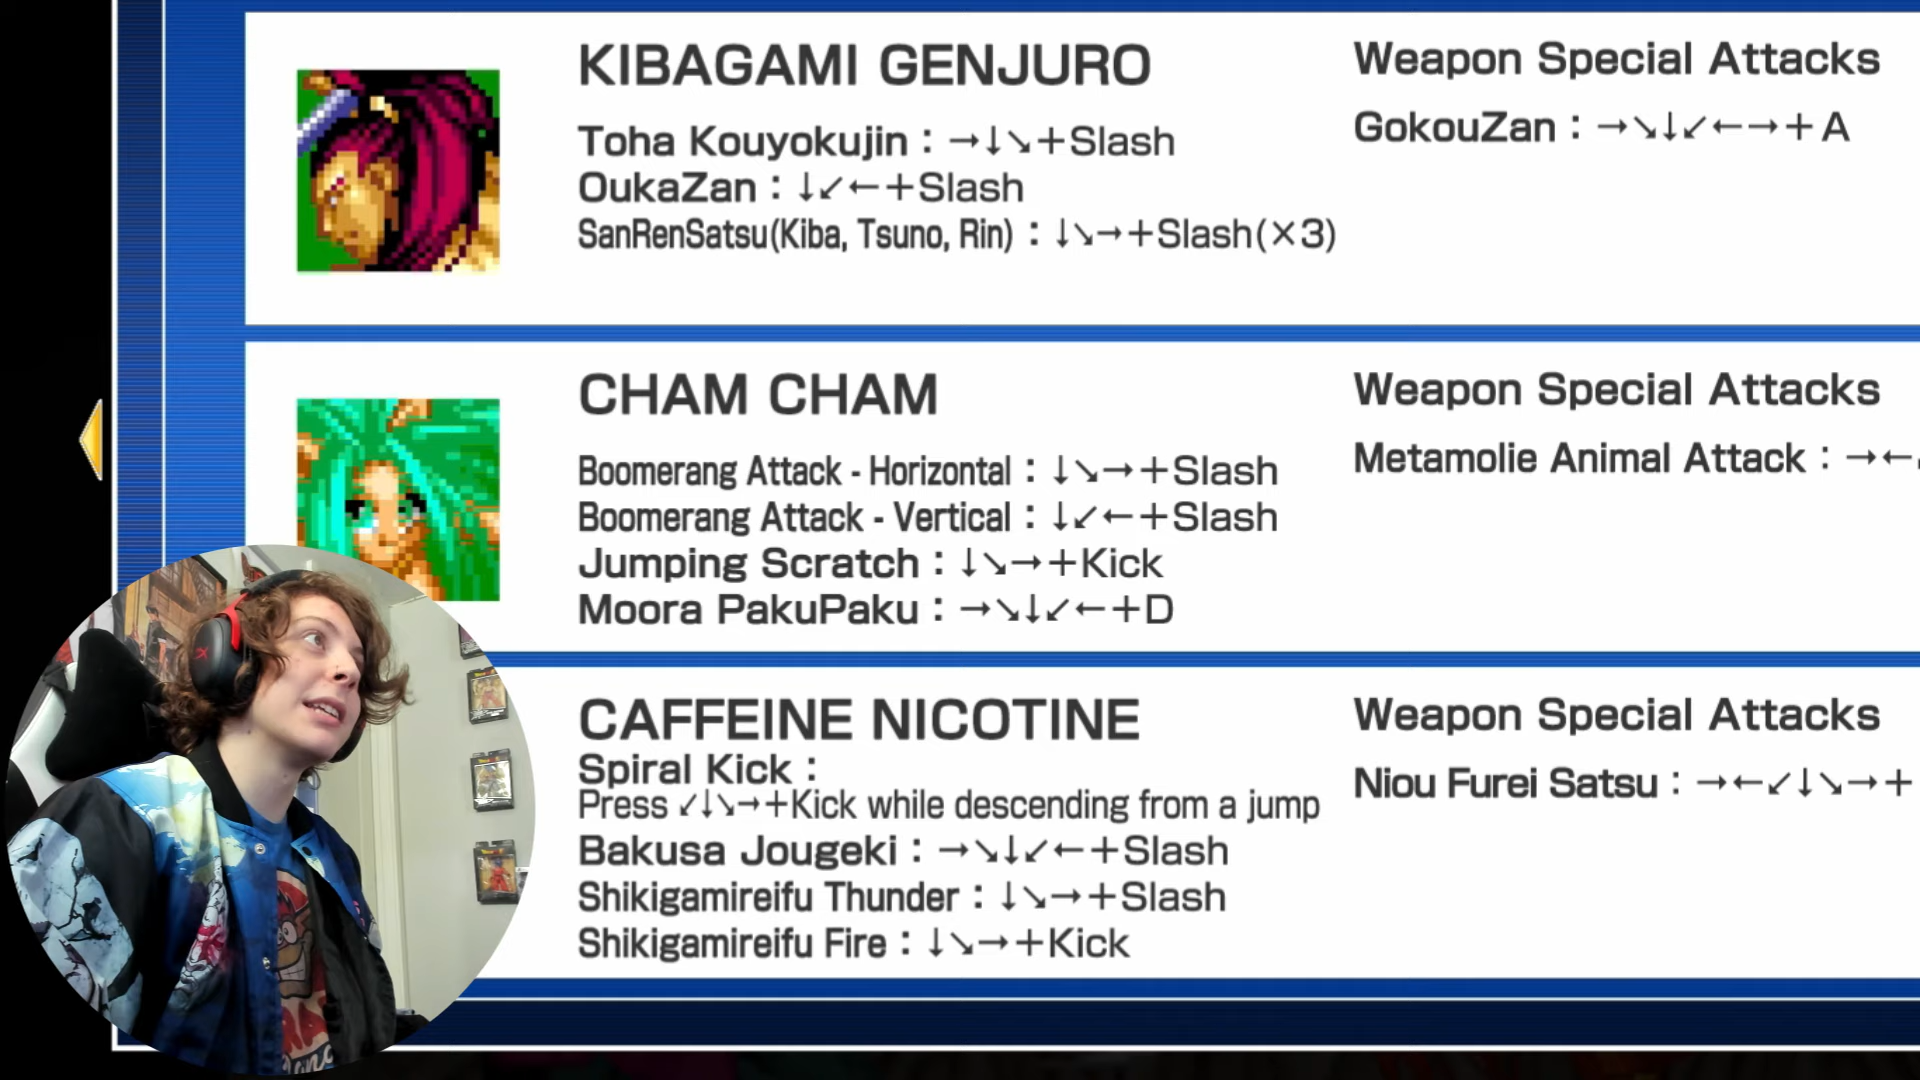 KIBAGAMI GENJURO
Toha Kouyokujin : →↓↘+Slash
OukaZan : ↓↙←+Slash
SanRenSatsu(Kiba, Tsuno, Rin) : ↓↘→+Slash(×3)
Weapon Special Attacks
GokouZan : →↘↓↙←→+A
CHAM CHAM
Boomerang Attack - Horizontal : ↓↘→+Slash
Boomerang Attack - Vertical : ↓↙←+Slash
Jumping Scratch : ↓↘→+Kick
Moora PakuPaku : →↘↓↙←+D
Weapon Special Attacks
Metamolie Animal Attack : →←
CAFFEINE NICOTINE
Spiral Kick :
Press ↙↓↘→+Kick while descending from a jump
Bakusa Jougeki : →↘↓↙←+Slash
Shikigamireifu Thunder : ↓↘→+Slash
Shikigamireifu Fire : ↓↘→+Kick
Weapon Special Attacks
Niou Furei Satsu : →←↙↓↘→+